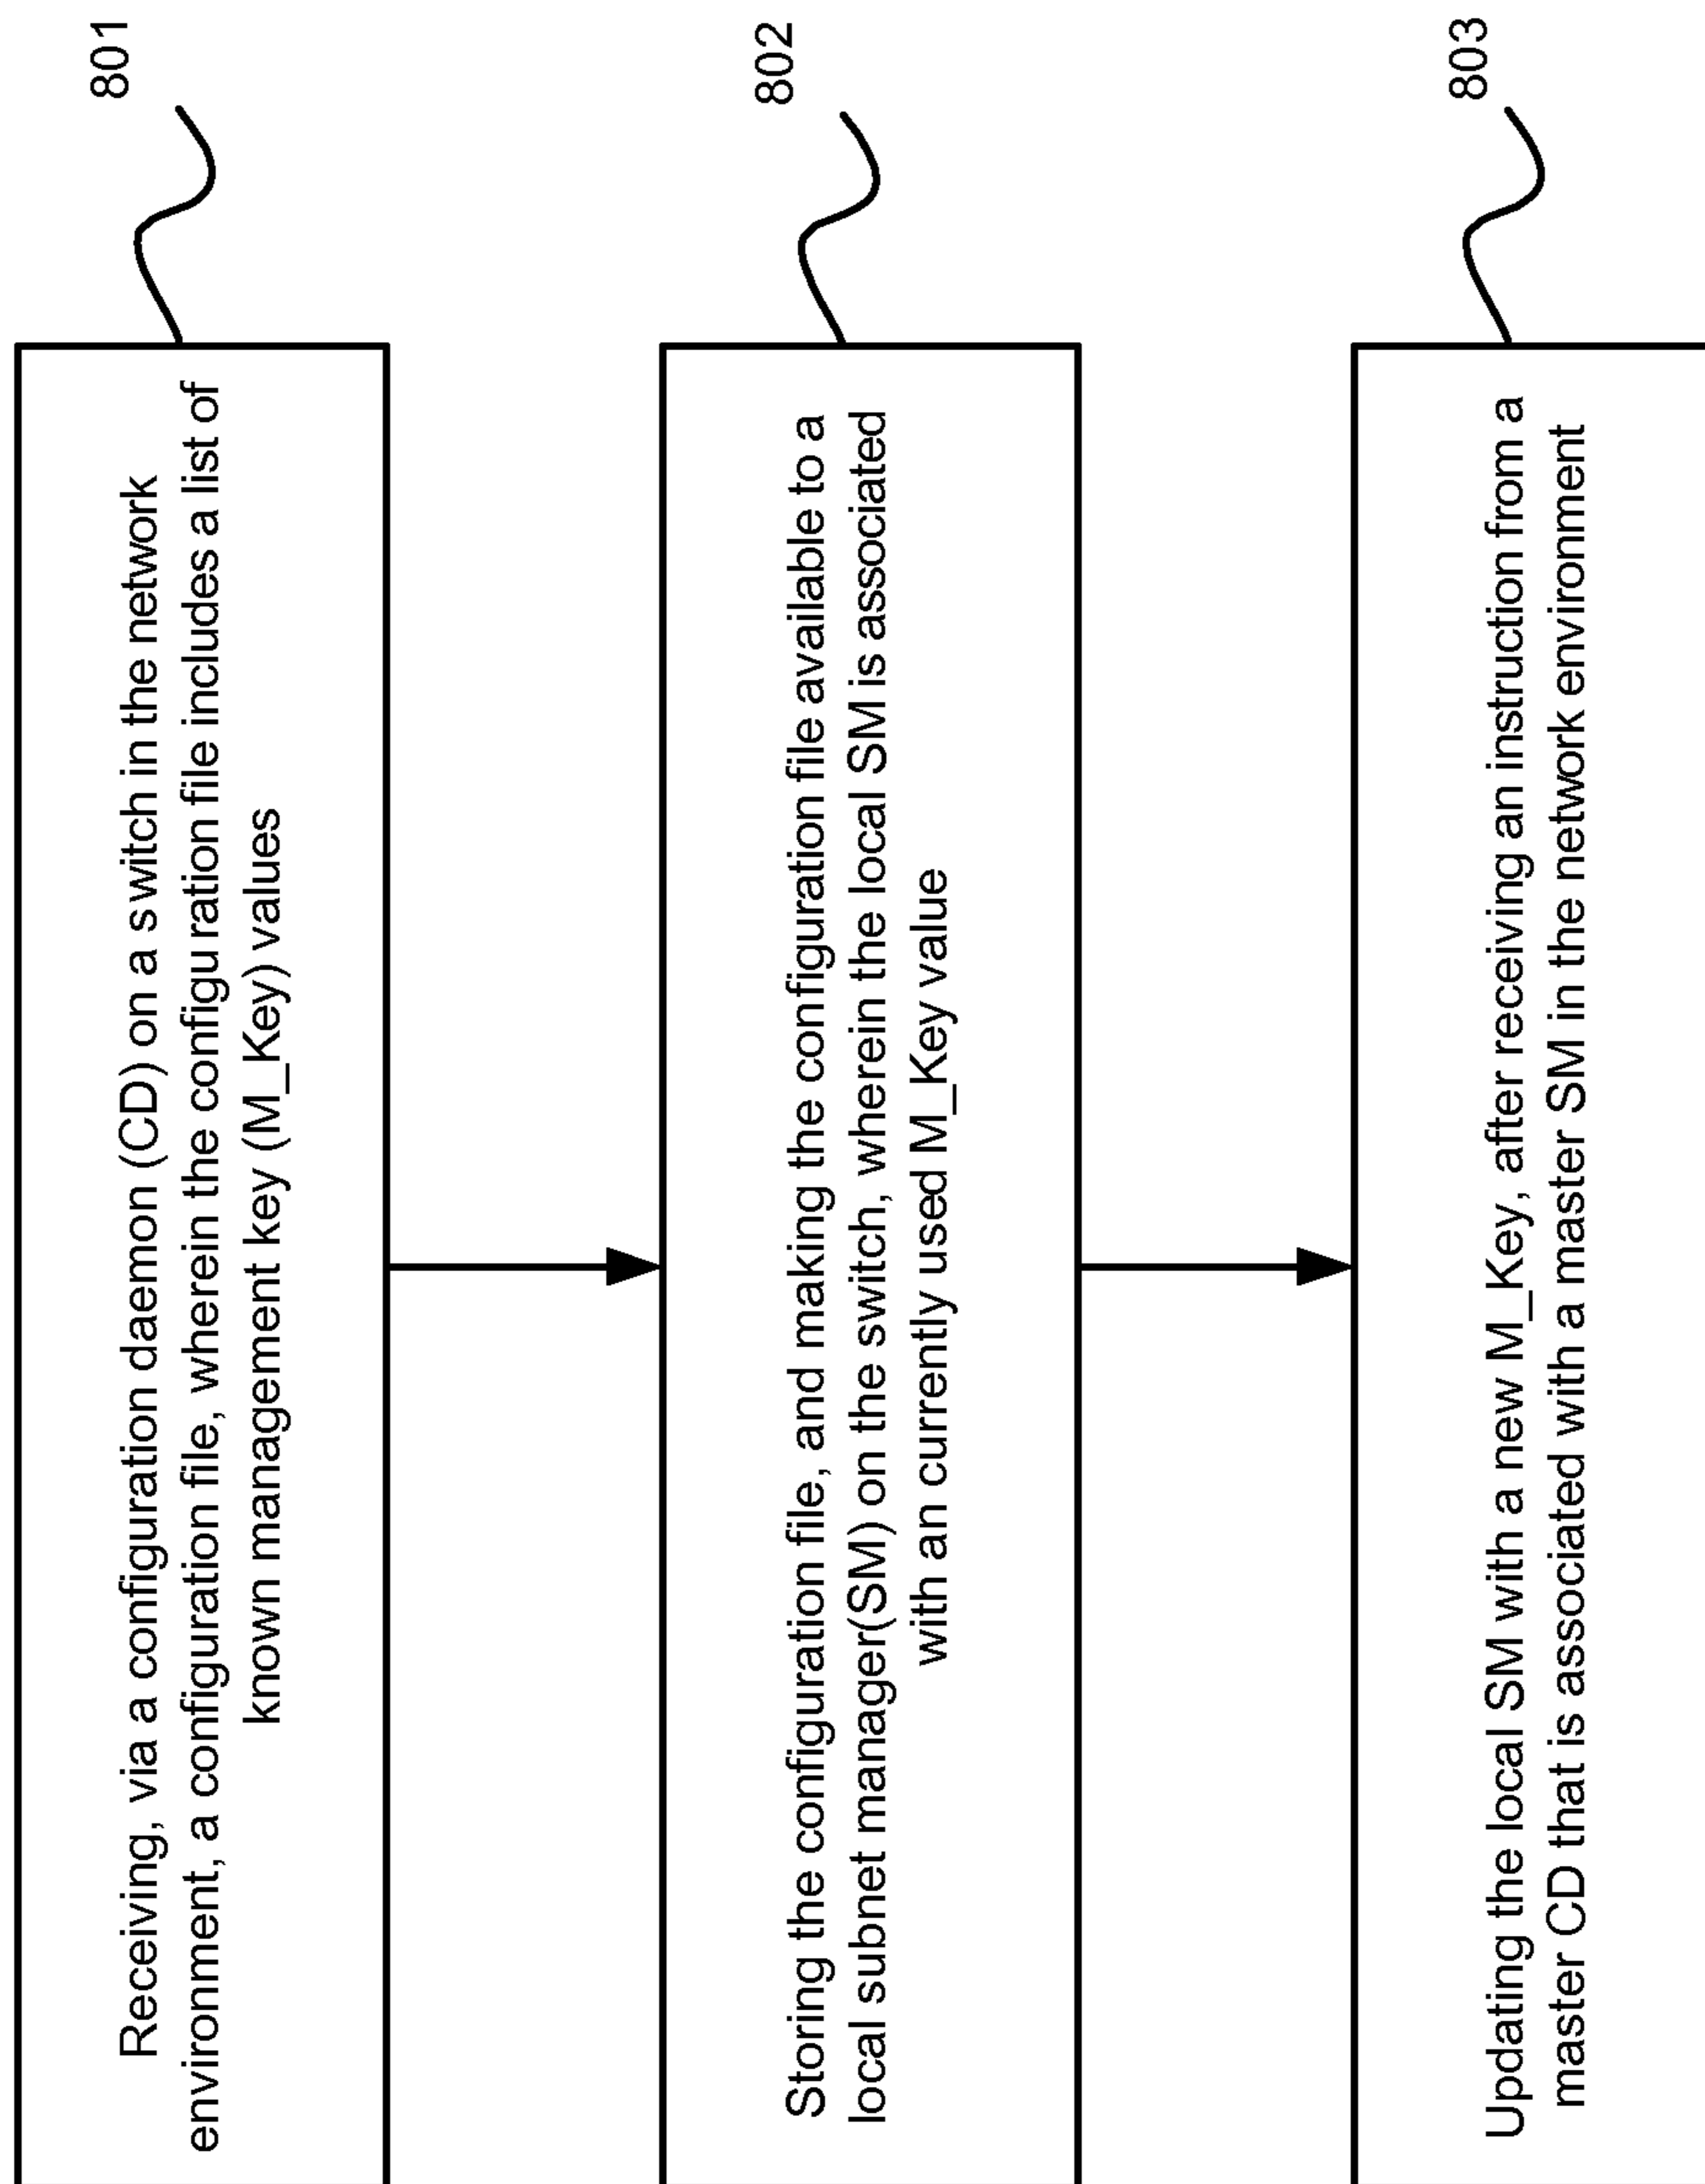 801
Receiving, via a configuration daemon (CD) on a switch in the network
environment, a configuration file, wherein the configuration file includes a list of
known management key (M_Key) values
802
Storing the configuration file, and making the configuration file available to a
local subnet manager(SM) on the switch, wherein the local SM is associated
with an currently used M_Key value
803
Updating the local SM with a new M_Key, after receiving an instruction from a
master CD that is associated with a master SM in the network environment